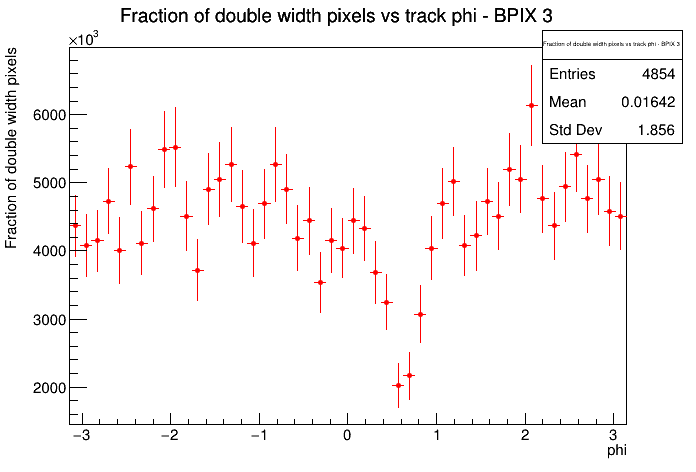 Fraction of double width pixels vs track phi - BPIX 3
×10³
Fraction of double width pixels vs track phi - BPIX 3
Entries 4854
Mean 0.01642
Std Dev 1.856
Fraction of double width pixels
6000
5000
4000
3000
2000
−3 −2 −1 0 1 2 3
phi